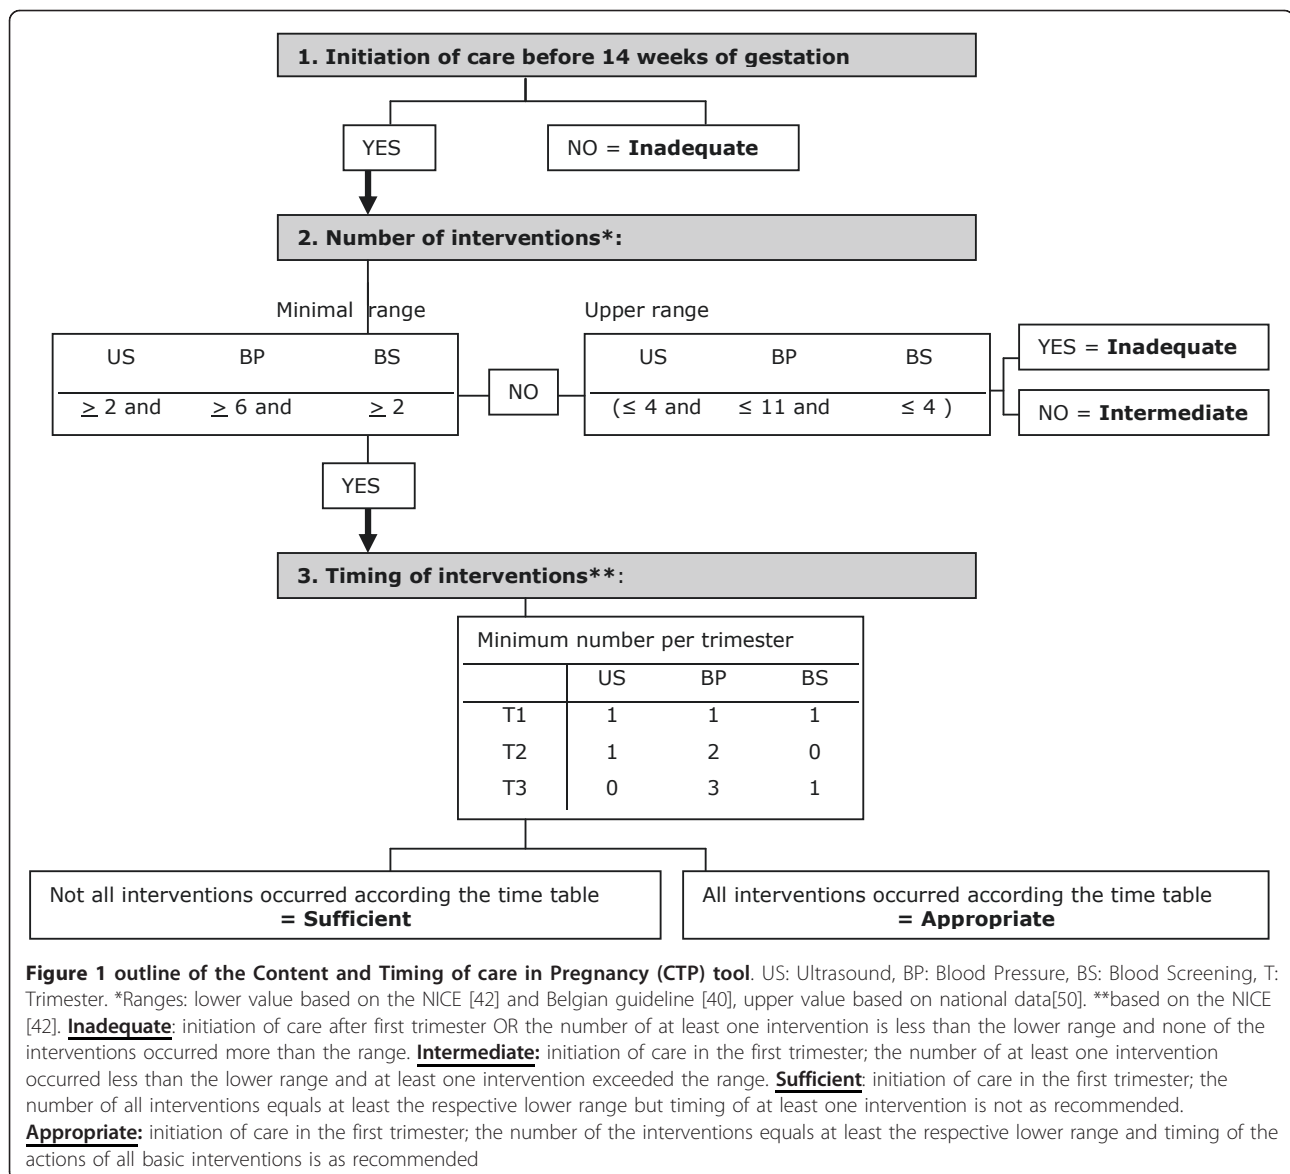 1. Initiation of care before 14 weeks of gestation
YES
NO = Inadequate
2. Number of interventions*:
Minimal range
Upper range
US BP BS
≥ 2 and ≥ 6 and ≥ 2
NO
US BP BS
(≤ 4 and ≤ 11 and ≤ 4 )
YES = Inadequate
NO = Intermediate
YES
3. Timing of interventions**:
Minimum number per trimester
US BP BS
T1 1 1 1
T2 1 2 0
T3 0 3 1
Not all interventions occurred according the time table
= Sufficient
All interventions occurred according the time table
= Appropriate
Figure 1 outline of the Content and Timing of care in Pregnancy (CTP) tool. US: Ultrasound, BP: Blood Pressure, BS: Blood Screening, T:
Trimester. *Ranges: lower value based on the NICE [42] and Belgian guideline [40], upper value based on national data[50]. **based on the NICE
[42]. Inadequate: initiation of care after first trimester OR the number of at least one intervention is less than the lower range and none of the
interventions occurred more than the range. Intermediate: initiation of care in the first trimester; the number of at least one intervention
occurred less than the lower range and at least one intervention exceeded the range. Sufficient: initiation of care in the first trimester; the
number of all interventions equals at least the respective lower range but timing of at least one intervention is not as recommended.
Appropriate: initiation of care in the first trimester; the number of the interventions equals at least the respective lower range and timing of the
actions of all basic interventions is as recommended